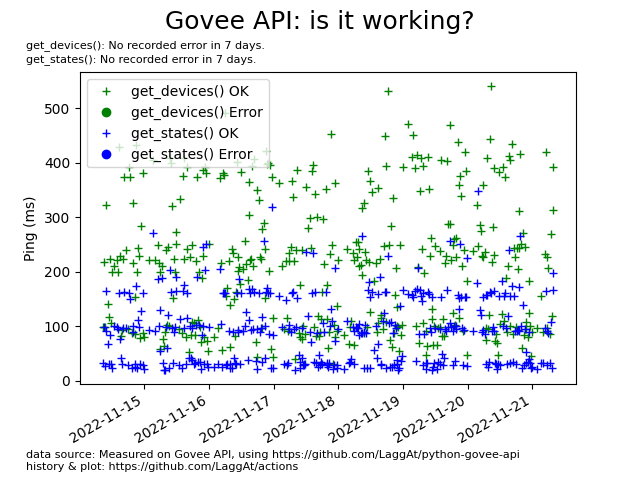 Govee API: is it working?
get_devices(): No recorded error in 7 days.
get_states(): No recorded error in 7 days.
get_devices() OK
get_devices() Error
get_states() OK
get_states() Error
Ping (ms)
500
400
300
200
100
0
2022-11-15
2022-11-16
2022-11-17
2022-11-18
2022-11-19
2022-11-20
2022-11-21
data source: Measured on Govee API, using https://github.com/LaggAt/python-govee-api
history & plot: https://github.com/LaggAt/actions